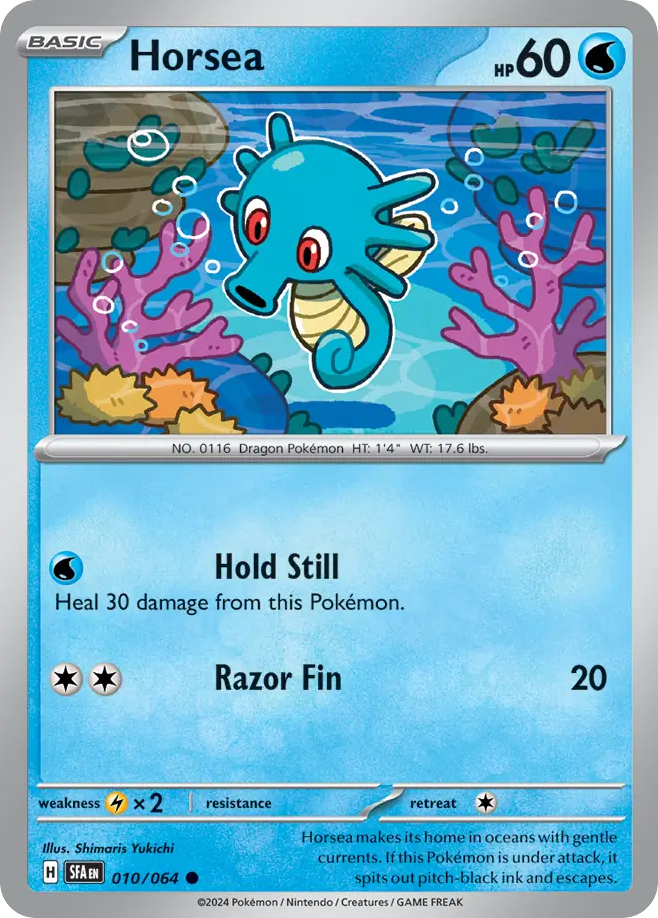 BASIC Horsea HP 60
NO. 0116 Dragon Pokémon HT: 1'4" WT: 17.6 lbs.
Hold Still
Heal 30 damage from this Pokémon.
Razor Fin 20
weakness × 2 resistance retreat
Illus. Shimaris Yukichi
H SFA EN 010/064
Horsea makes its home in oceans with gentle
currents. If this Pokémon is under attack, it
spits out pitch-black ink and escapes.
©2024 Pokémon / Nintendo / Creatures / GAME FREAK